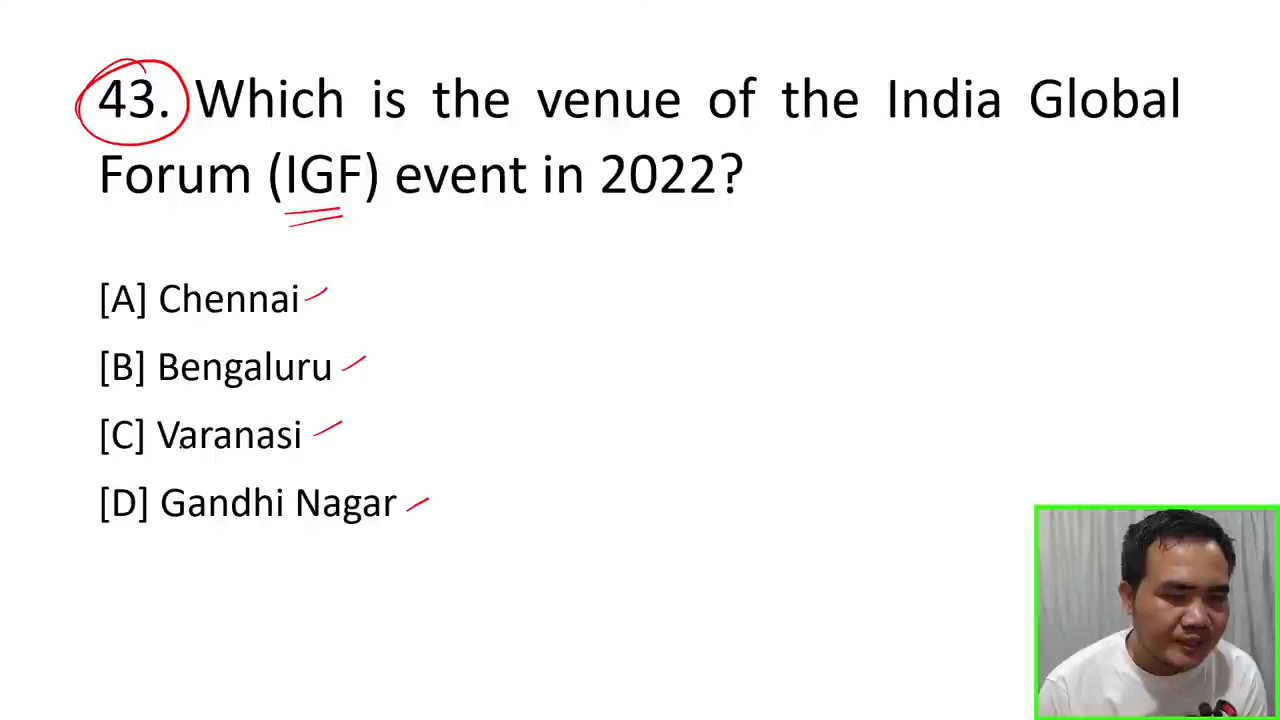 43. Which is the venue of the India Global
Forum (IGF) event in 2022?
[A] Chennai
[B] Bengaluru
[C] Varanasi
[D] Gandhi Nagar